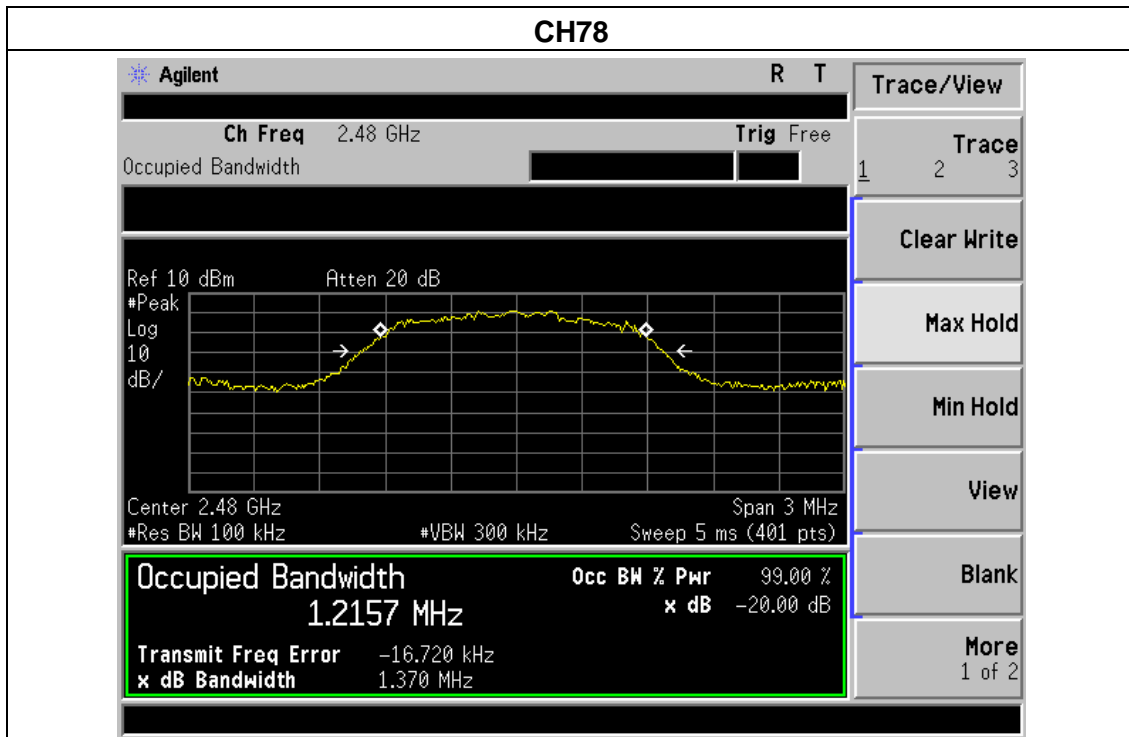 CH78
Agilent R T
Ch Freq 2.48 GHz Trig Free
Occupied Bandwidth
Ref 10 dBm Atten 20 dB
#Peak
Log
10
dB/
Center 2.48 GHz Span 3 MHz
#Res BW 100 kHz #VBW 300 kHz Sweep 5 ms (401 pts)
Occupied Bandwidth Occ BW % Pwr 99.00 %
1.2157 MHz x dB -20.00 dB
Transmit Freq Error -16.720 kHz
x dB Bandwidth 1.370 MHz
Trace/View
Trace
1 2 3
Clear Write
Max Hold
Min Hold
View
Blank
More
1 of 2